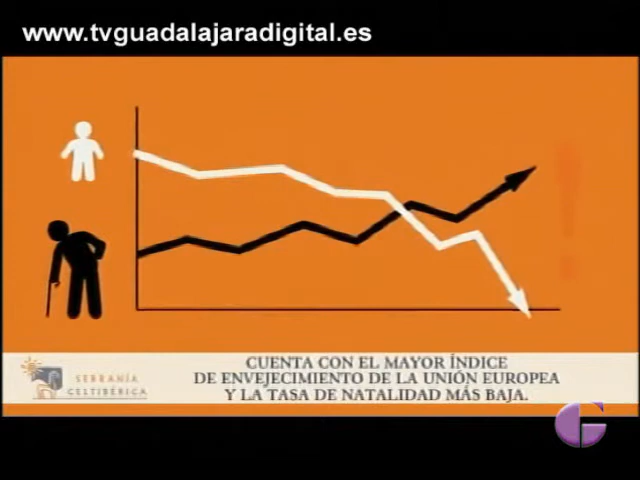 www.tvguadalajaradigital.es
SERRANÍA
CELTIBÉRICA
CUENTA CON EL MAYOR ÍNDICE
DE ENVEJECIMIENTO DE LA UNIÓN EUROPEA
Y LA TASA DE NATALIDAD MÁS BAJA.